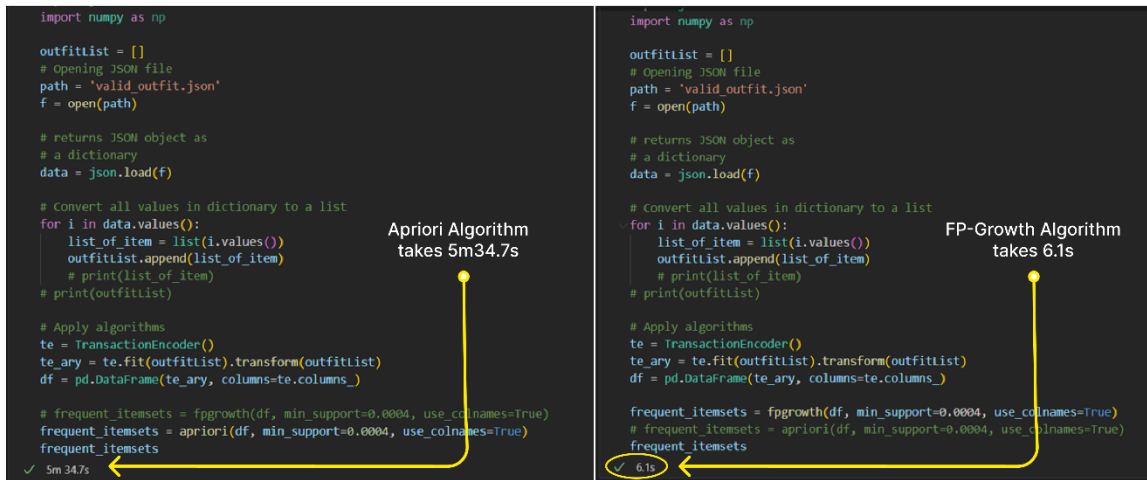 import numpy as np
outfitList = []
# Opening JSON file
path = 'valid_outfit.json'
f = open(path)
# returns JSON object as
# a dictionary
data = json.load(f)
# Convert all values in dictionary to a list
for i in data.values():
list_of_item = list(i.values())
outfitList.append(list_of_item)
# print(list_of_item)
# print(outfitList)
# Apply algorithms
te = TransactionEncoder()
te_ary = te.fit(outfitList).transform(outfitList)
df = pd.DataFrame(te_ary, columns=te.columns_)
# frequent_itemsets = fpgrowth(df, min_support=0.0004, use_colnames=True)
frequent_itemsets = apriori(df, min_support=0.0004, use_colnames=True)
frequent_itemsets
5m 34.7s
Apriori Algorithm
takes 5m34.7s
import numpy as np
outfitList = []
# Opening JSON file
path = 'valid_outfit.json'
f = open(path)
# returns JSON object as
# a dictionary
data = json.load(f)
# Convert all values in dictionary to a list
for i in data.values():
list_of_item = list(i.values())
outfitList.append(list_of_item)
# print(list_of_item)
# print(outfitList)
# Apply algorithms
te = TransactionEncoder()
te_ary = te.fit(outfitList).transform(outfitList)
df = pd.DataFrame(te_ary, columns=te.columns_)
frequent_itemsets = fpgrowth(df, min_support=0.0004, use_colnames=True)
# frequent_itemsets = apriori(df, min_support=0.0004, use_colnames=True)
frequent_itemsets
6.1s
FP-Growth Algorithm
takes 6.1s